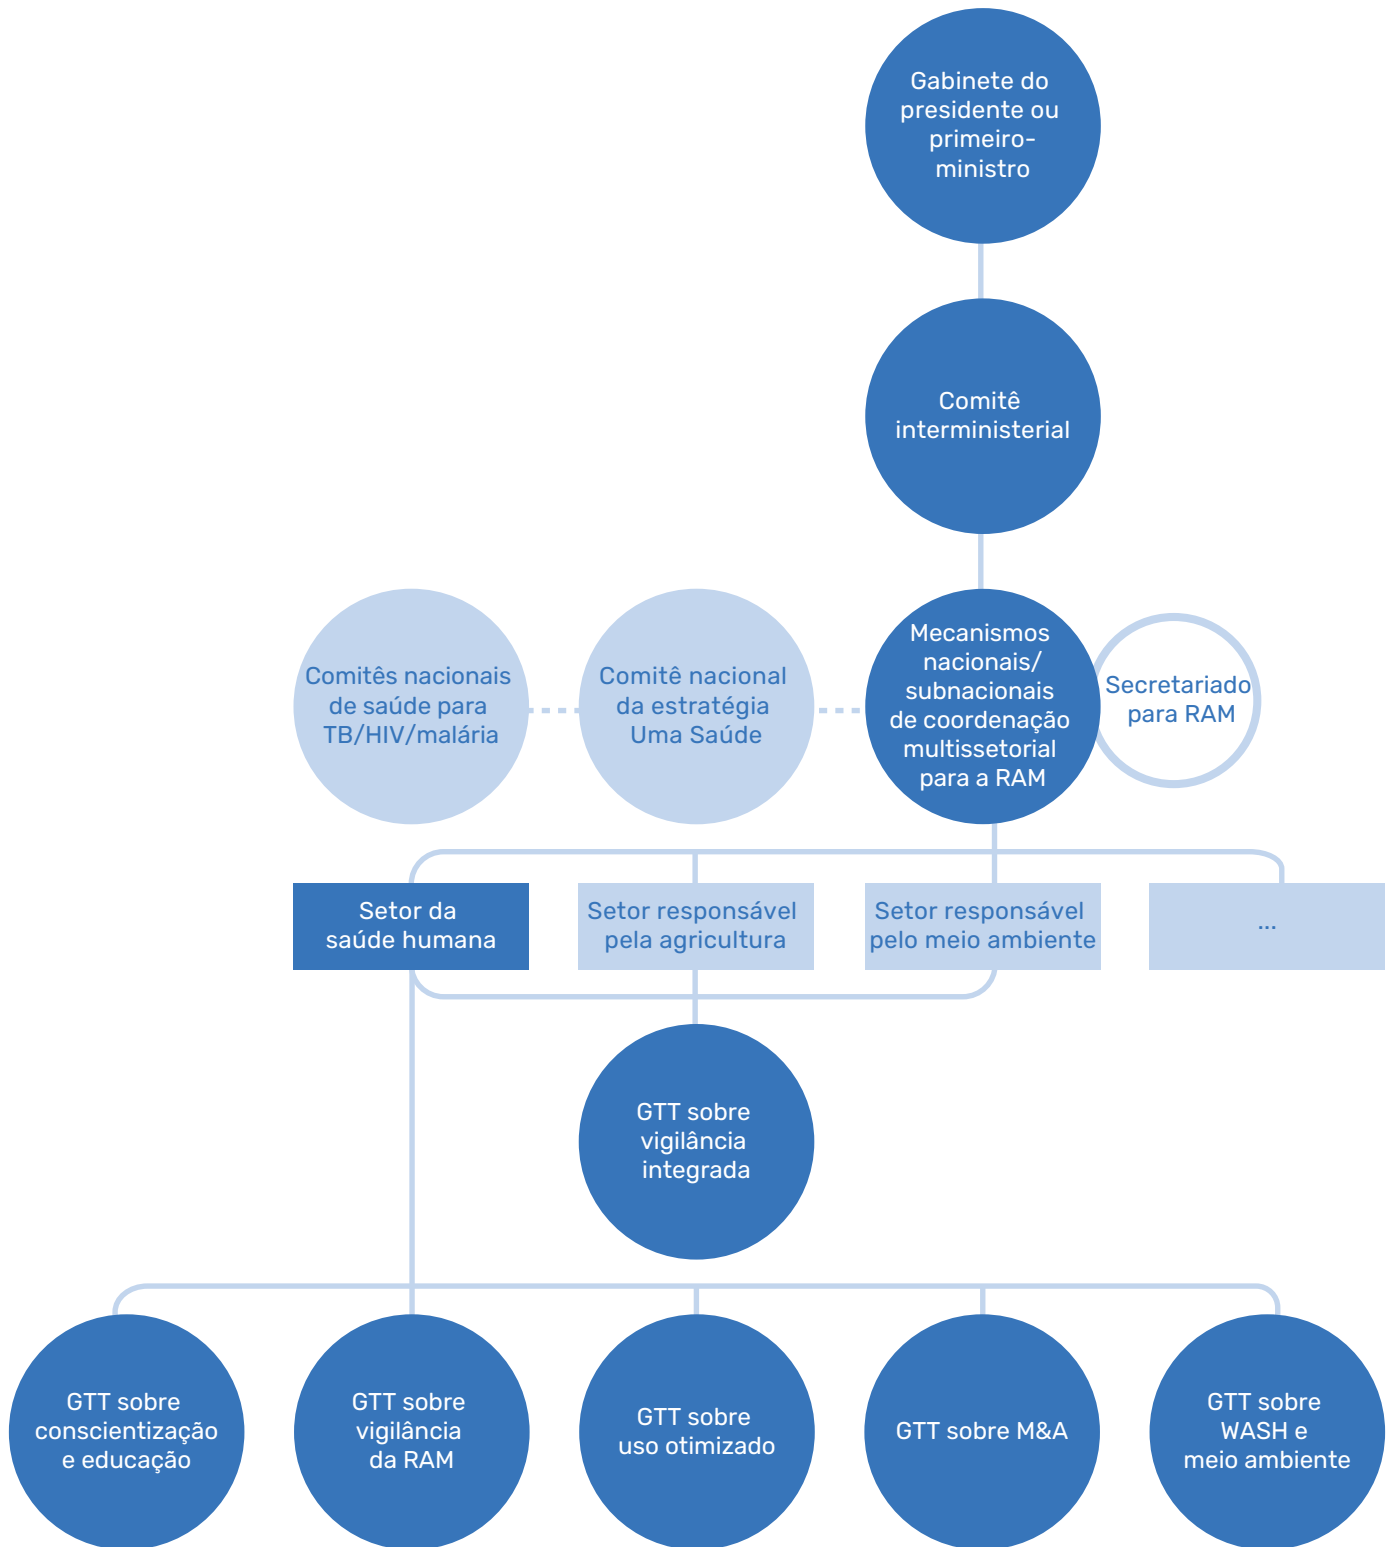 Gabinete do
presidente ou
primeiro-
ministro
Comitê
interministerial
Comitês nacionais
de saúde para
TB/HIV/malária
Comitê nacional
da estratégia
Uma Saúde
Mecanismos
nacionais/
subnacionais
de coordenação
multissetorial
para a RAM
Secretariado
para RAM
Setor da
saúde humana
Setor responsável
pela agricultura
Setor responsável
pelo meio ambiente
...
GTT sobre
vigilância
integrada
GTT sobre
conscientização
e educação
GTT sobre
vigilância
da RAM
GTT sobre
uso otimizado
GTT sobre M&A
GTT sobre
WASH e
meio ambiente